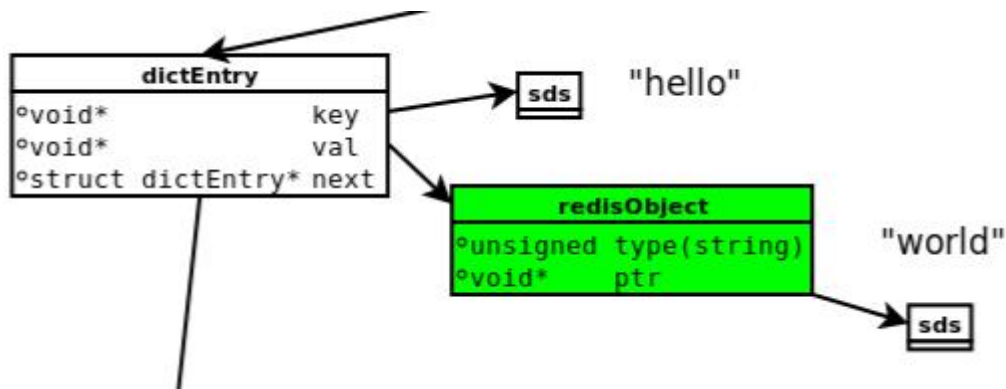 dictEntry
void* key
void* val
struct dictEntry* next
sds
"hello"
redisObject
unsigned type(string)
void* ptr
"world"
sds